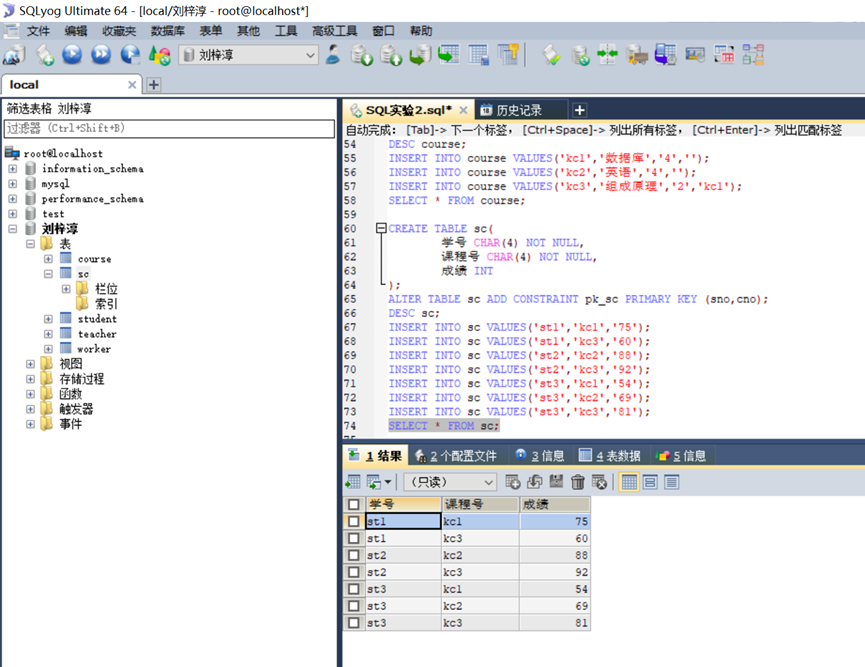 SQLyog Ultimate 64 - [local/刘梓淳 - root@localhost*]
文件 编辑 收藏夹 数据库 表单 其他 工具 高级工具 窗口 帮助
刘梓淳
local
筛选表格 刘梓淳
过滤器 (Ctrl+Shift+B)
root@localhost
information_schema
mysql
performance_schema
test
刘梓淳
表
course
sc
栏位
索引
student
teacher
worker
视图
存储过程
函数
触发器
事件
SQL实验2.sql* 历史记录
自动完成: [Tab]-> 下一个标签, [Ctrl+Space]-> 列出所有标签, [Ctrl+Enter]-> 列出匹配标签
54 DESC course;
55 INSERT INTO course VALUES('kc1','数据库','4','');
56 INSERT INTO course VALUES('kc2','英语','4','');
57 INSERT INTO course VALUES('kc3','组成原理','2','kc1');
58 SELECT * FROM course;
59
60 CREATE TABLE sc(
61 学号 CHAR(4) NOT NULL,
62 课程号 CHAR(4) NOT NULL,
63 成绩 INT
64 );
65 ALTER TABLE sc ADD CONSTRAINT pk_sc PRIMARY KEY (sno,cno);
66 DESC sc;
67 INSERT INTO sc VALUES('st1','kc1','75');
68 INSERT INTO sc VALUES('st1','kc3','60');
69 INSERT INTO sc VALUES('st2','kc2','88');
70 INSERT INTO sc VALUES('st2','kc3','92');
71 INSERT INTO sc VALUES('st3','kc1','54');
72 INSERT INTO sc VALUES('st3','kc2','69');
73 INSERT INTO sc VALUES('st3','kc3','81');
74 SELECT * FROM sc;
1 结果 2 个配置文件 3 信息 4 表数据 5 信息
(只读)
学号 课程号 成绩
st1 kc1 75
st1 kc3 60
st2 kc2 88
st2 kc3 92
st3 kc1 54
st3 kc2 69
st3 kc3 81